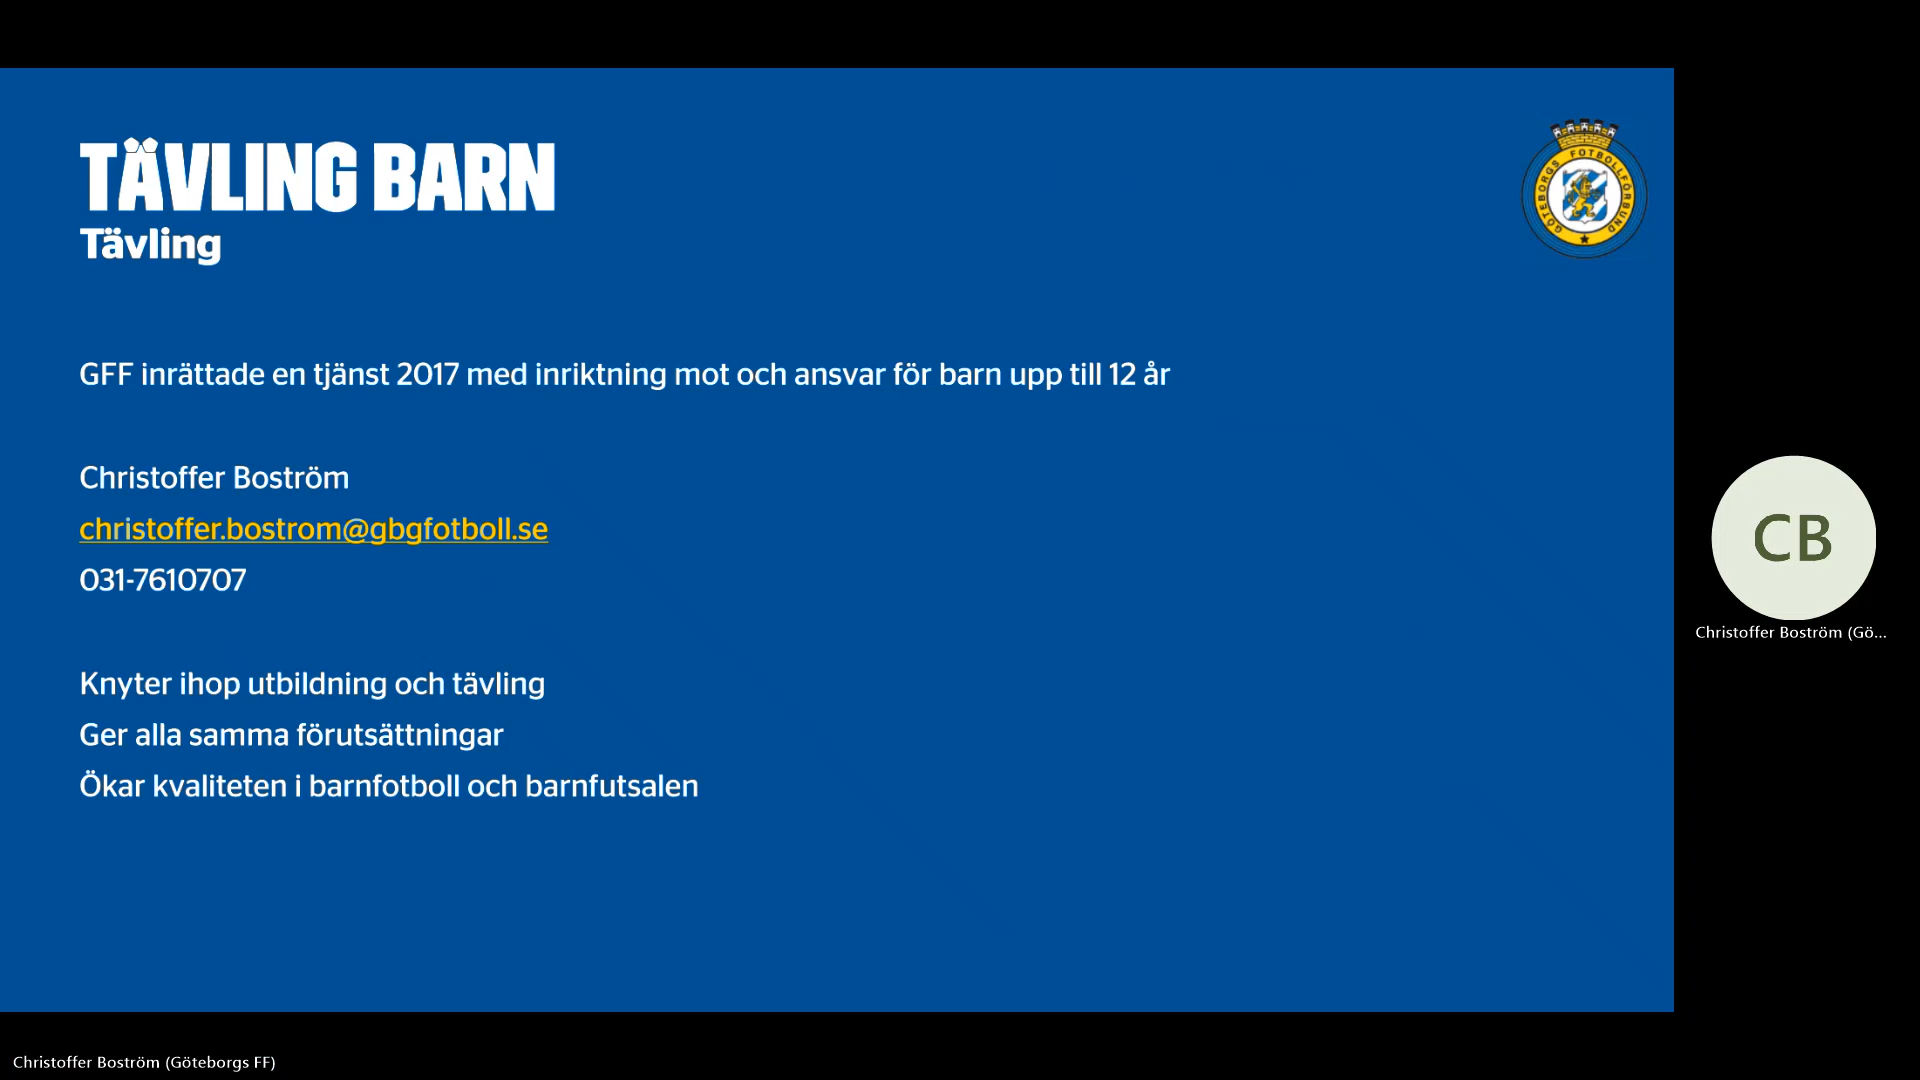 TÄVLING BARN
Tävling
GÖTEBORGS FOTBOLLFÖRBUND
GFF inrättade en tjänst 2017 med inriktning mot och ansvar för barn upp till 12 år
Christoffer Boström
christoffer.bostrom@gbgfotboll.se
031-7610707
Knyter ihop utbildning och tävling
Ger alla samma förutsättningar
Ökar kvaliteten i barnfotboll och barnfutsalen
CB
Christoffer Boström (Gö...
Christoffer Boström (Göteborgs FF)